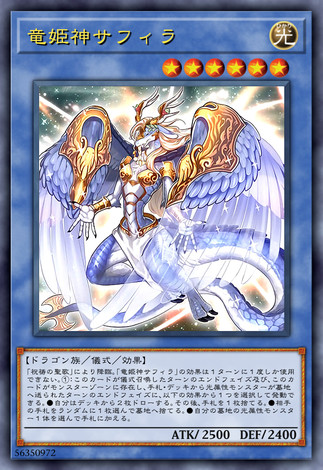 竜姫神サフィラ
光
【ドラゴン族／儀式／効果】
「祝祷の聖歌」により降臨。「竜姫神サフィラ」の効果は１ターンに１度しか使用
できない。①：このカードが儀式召喚したターンのエンドフェイズ及び、このカ
ードがモンスターゾーンに存在し、手札・デッキから光属性モンスターが墓地
へ送られたターンのエンドフェイズに、以下の効果から１つを選択して発動で
きる。●自分はデッキから２枚ドローする。その後、手札を１枚捨てる。●相手
の手札をランダムに１枚選んで墓地へ捨てる。●自分の墓地の光属性モンス
ター１体を選んで手札に加える。
ATK/ 2500 DEF/2400
56350972